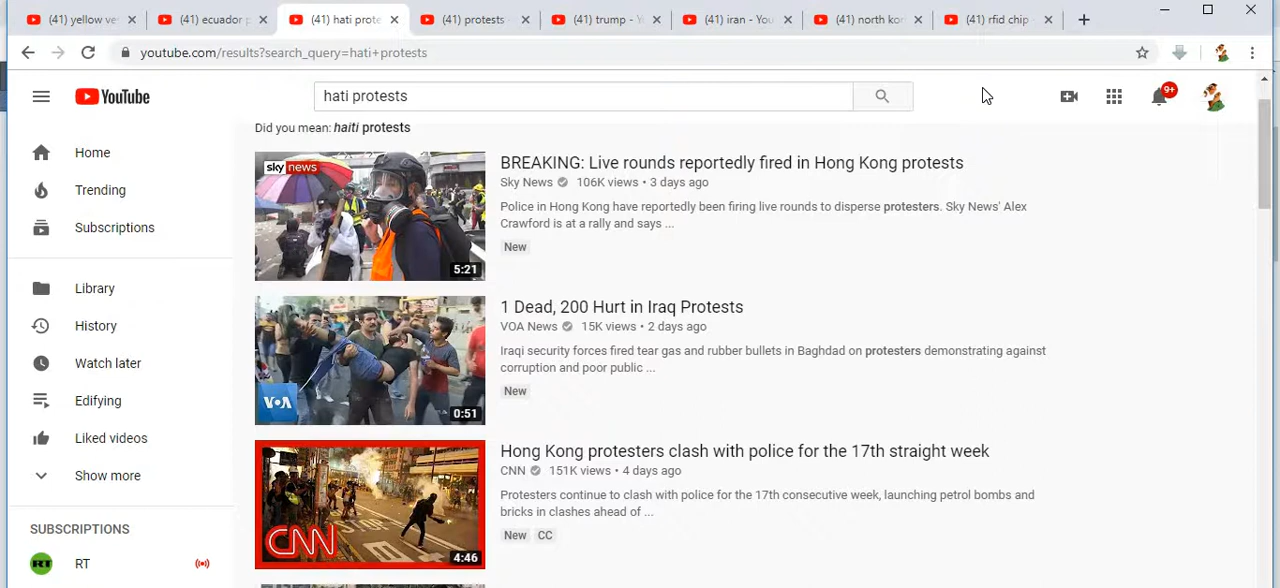 (41) yellow ve
(41) ecuador p
(41) hati prote
(41) protests -
(41) trump - Y
(41) iran - You
(41) north kor
(41) rfid chip -
youtube.com/results?search_query=hati+protests
YouTube
hati protests
9+
Did you mean: haiti protests
Home
Trending
Subscriptions
Library
History
Watch later
Edifying
Liked videos
Show more
SUBSCRIPTIONS
RT
RT
sky news
5:21
BREAKING: Live rounds reportedly fired in Hong Kong protests
Sky News 106K views • 3 days ago
Police in Hong Kong have reportedly been firing live rounds to disperse protesters. Sky News' Alex
Crawford is at a rally and says ...
New
VOA
0:51
1 Dead, 200 Hurt in Iraq Protests
VOA News 15K views • 2 days ago
Iraqi security forces fired tear gas and rubber bullets in Baghdad on protesters demonstrating against
corruption and poor public ...
New
CNN
4:46
Hong Kong protesters clash with police for the 17th straight week
CNN 151K views • 4 days ago
Protesters continue to clash with police for the 17th consecutive week, launching petrol bombs and
bricks in clashes ahead of ...
New CC